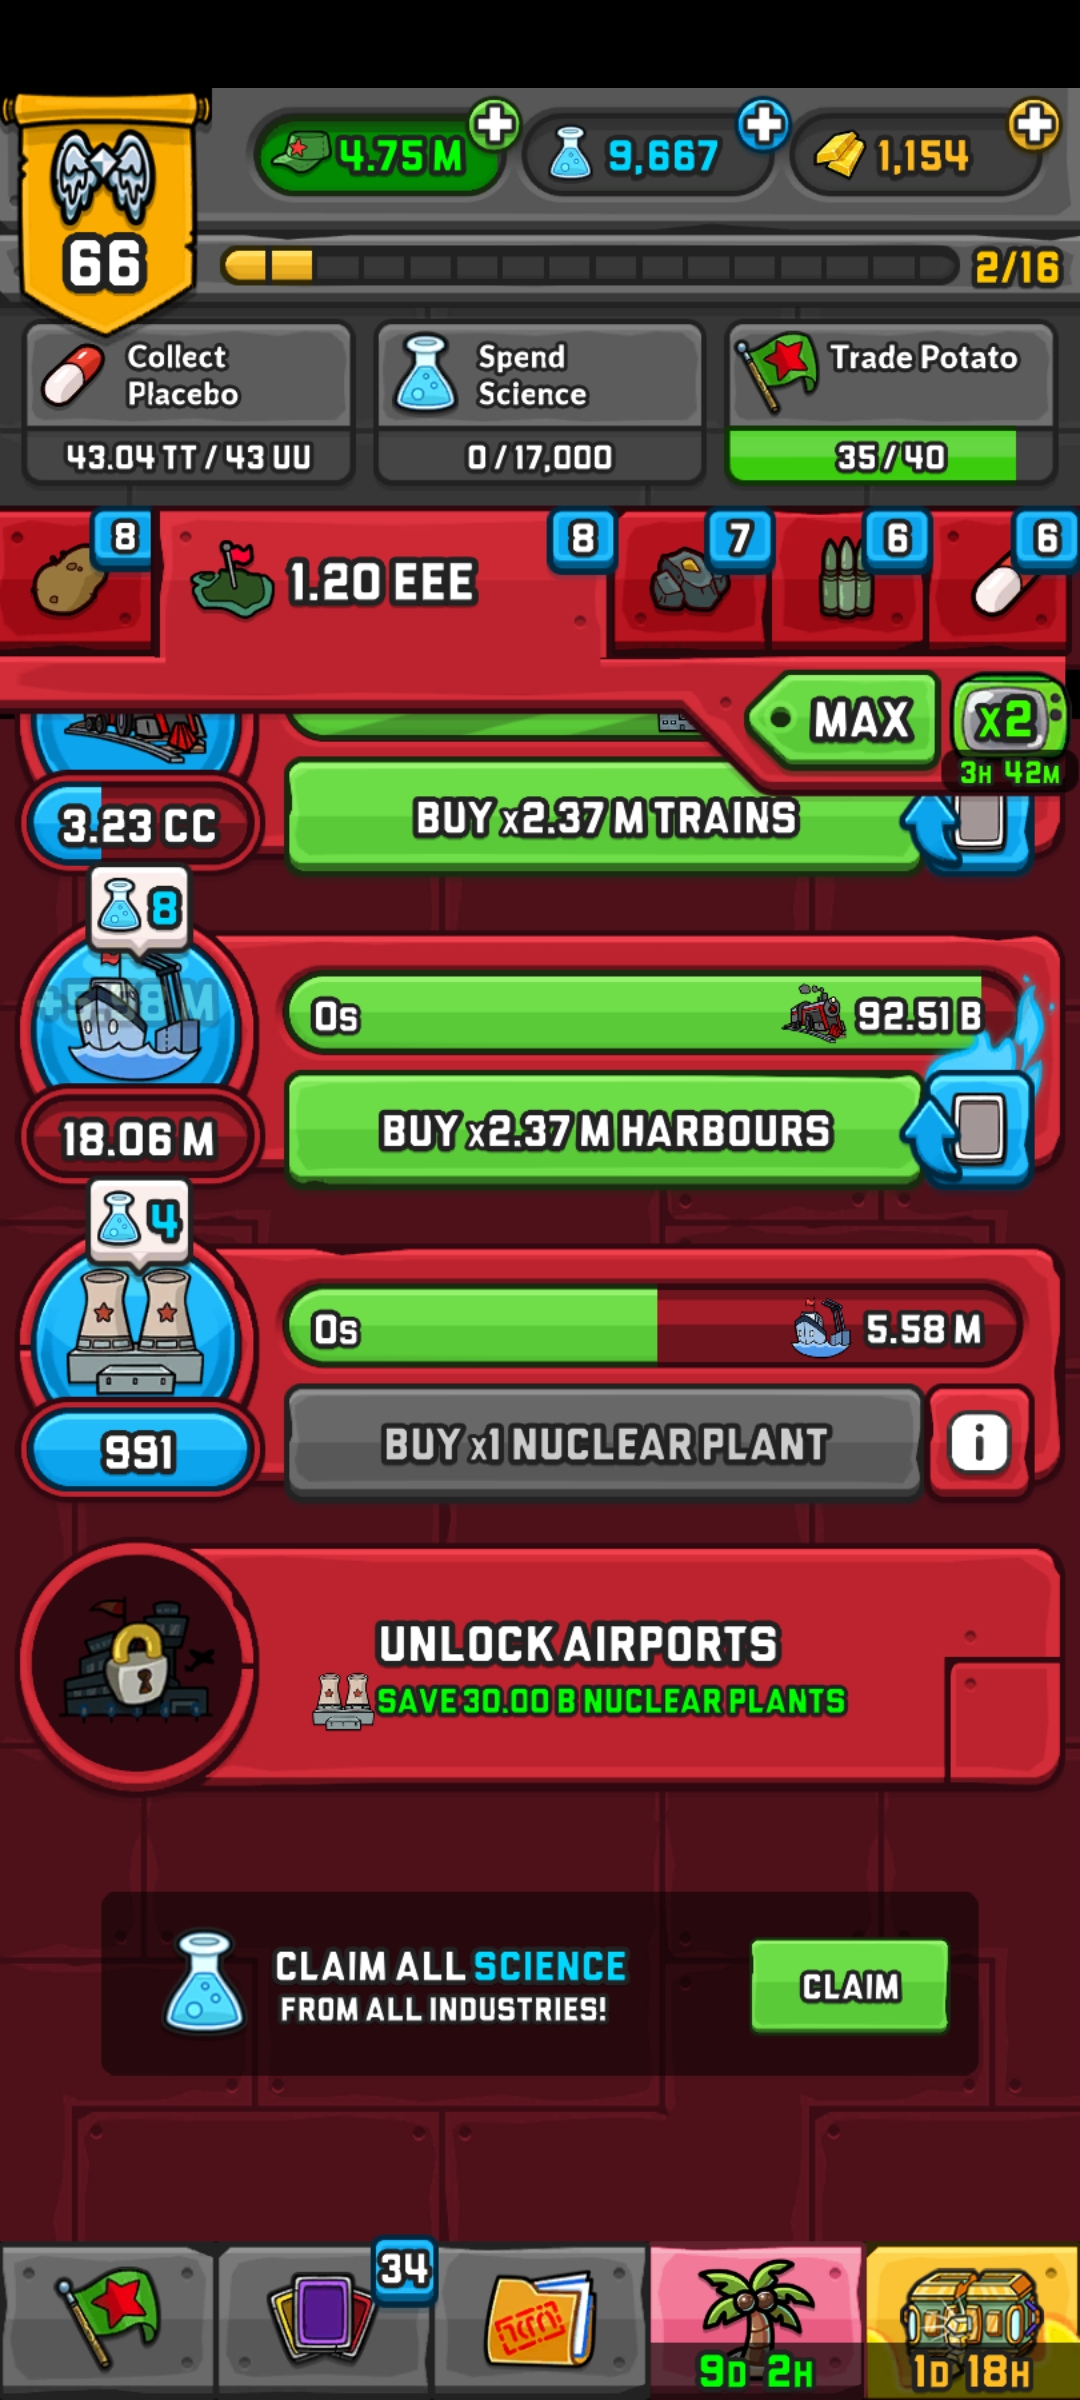 4.75 M
9,667
1,154
66
2/16
Collect
Placebo
43.04 TT / 43 UU
Spend
Science
0 / 17,000
Trade Potato
35 / 40
8
1.20 EEE
8
7
6
6
MAX
x2
3H 42M
3.23 CC
BUY x2.37 M TRAINS
8
0s
92.51 B
18.06 M
BUY x2.37 M HARBOURS
4
0s
5.58 M
991
BUY x1 NUCLEAR PLANT
i
UNLOCK AIRPORTS
SAVE 30.00 B NUCLEAR PLANTS
CLAIM ALL SCIENCE
FROM ALL INDUSTRIES!
CLAIM
34
9D 2H
1D 18H